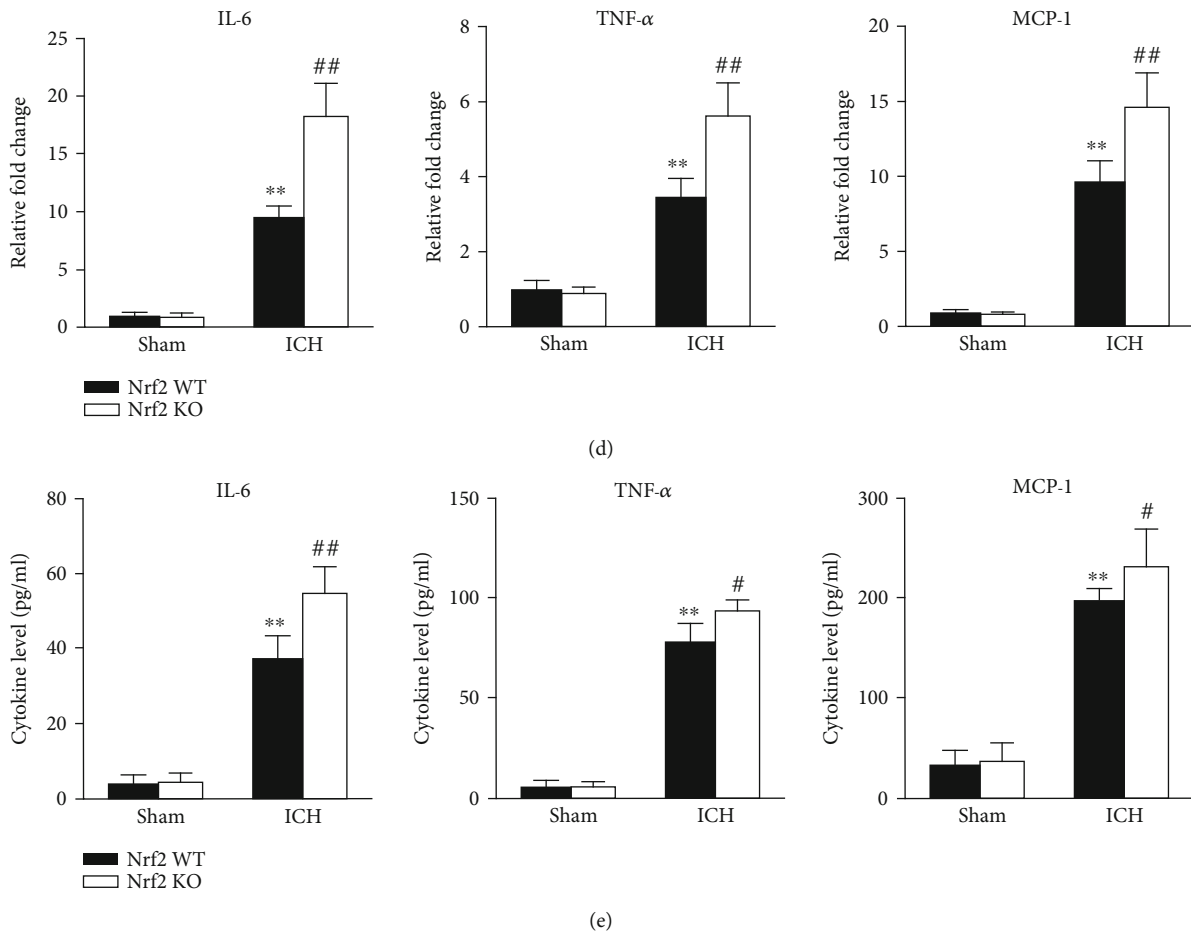 IL-6
Relative fold change
25
20
15
10
5
0
**
##
Sham ICH
TNF-α
Relative fold change
8
6
4
2
0
**
##
Sham ICH
MCP-1
Relative fold change
20
15
10
5
0
**
##
Sham ICH
Nrf2 WT
Nrf2 KO
(d)
IL-6
Cytokine level (pg/ml)
80
60
40
20
0
**
##
Sham ICH
TNF-α
Cytokine level (pg/ml)
150
100
50
0
**
#
Sham ICH
MCP-1
Cytokine level (pg/ml)
300
200
100
0
**
#
Sham ICH
Nrf2 WT
Nrf2 KO
(e)